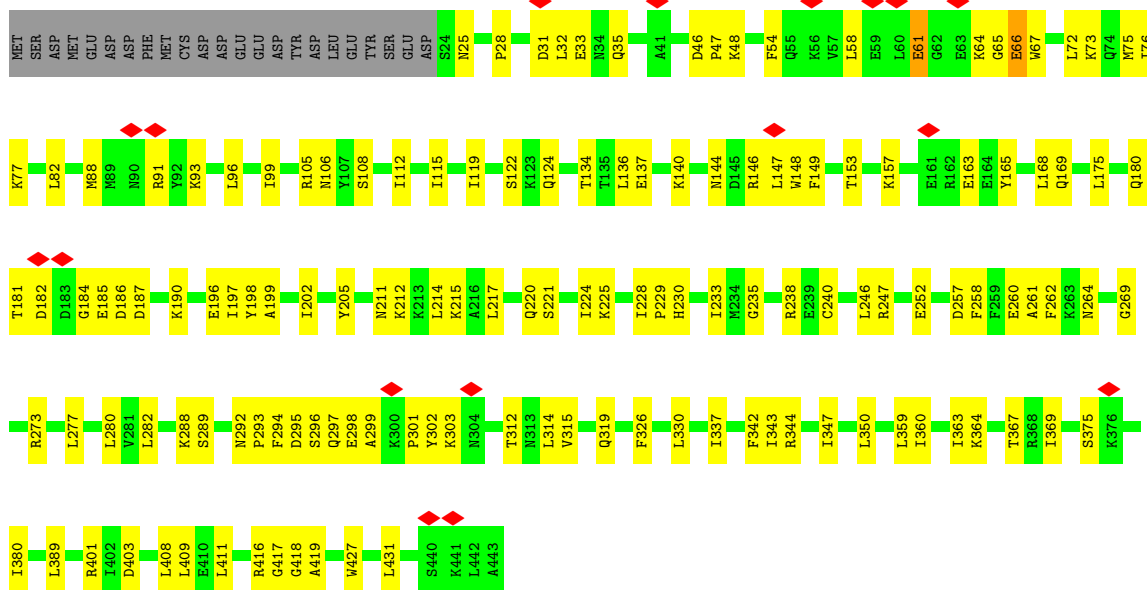 MET SER ASP ASP MET GLU ASP ASP PHE MET CYS ASP ASP GLU GLU ASP TYR ASP LEU GLU TYR SER GLU ASP S24 N25 P28 D31 L32 E33 N34 Q35 A41 D46 P47 K48 F54 Q55 K56 V57 L58 E59 L60 E61 G62 E63 K64 G65 E66 W67 L72 K73 Q74 M75 I76
K77 L82 M88 M89 N90 R91 Y92 K93 L96 I99 R105 N106 Y107 S108 I112 I115 I119 S122 K123 Q124 T134 T135 L136 E137 K140 N144 D145 R146 L147 W148 F149 T153 K157 E161 R162 E163 E164 Y165 L168 Q169 L175 Q180
T181 D182 D183 G184 E185 D186 D187 K190 E196 I197 Y198 A199 I202 Y205 N211 K212 K213 L214 K215 A216 L217 Q220 S221 I224 K225 I228 P229 H230 I233 M234 G235 R238 E239 C240 L246 R247 E252 D257 F258 F259 E260 A261 F262 K263 N264 G269
R273 L277 L280 V281 L282 K288 S289 N292 P293 F294 D295 S296 Q297 E298 A299 K300 P301 Y302 K303 N304 T312 N313 L314 V315 Q319 F326 L330 I337 F342 I343 R344 I347 L350 L359 I360 I363 K364 T367 R368 I369 S375 K376
I380 L389 R401 I402 D403 L408 L409 E410 L411 R416 G417 G418 A419 W427 L431 S440 K441 L442 A443